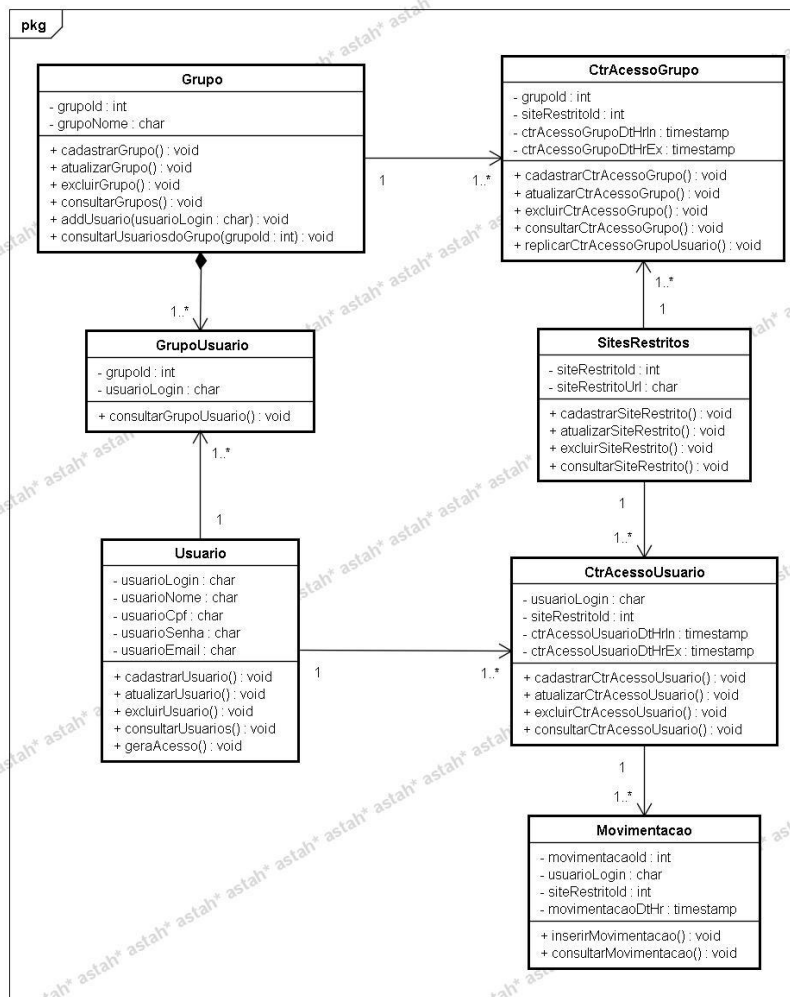 pkg
Grupo
- grupoId : int
- grupoNome : char
+ cadastrarGrupo() : void
+ atualizarGrupo() : void
+ excluirGrupo() : void
+ consultarGrupos() : void
+ addUsuario(usuarioLogin : char) : void
+ consultarUsuariosdoGrupo(grupoId : int) : void
1
1..*
CtrAcessoGrupo
- grupoId : int
- siteRestritoId : int
- ctrAcessoGrupoDtHrIn : timestamp
- ctrAcessoGrupoDtHrEx : timestamp
+ cadastrarCtrAcessoGrupo() : void
+ atualizarCtrAcessoGrupo() : void
+ excluirCtrAcessoGrupo() : void
+ consultarCtrAcessoGrupo() : void
+ replicarCtrAcessoGrupoUsuario() : void
1..*
1
1..*
GrupoUsuario
- grupoId : int
- usuarioLogin : char
+ consultarGrupoUsuario() : void
1..*
1
SitesRestritos
- siteRestritoId : int
- siteRestritoUrl : char
+ cadastrarSiteRestrito() : void
+ atualizarSiteRestrito() : void
+ excluirSiteRestrito() : void
+ consultarSiteRestrito() : void
1
1..*
Usuario
- usuarioLogin : char
- usuarioNome : char
- usuarioCpf : char
- usuarioSenha : char
- usuarioEmail : char
+ cadastrarUsuario() : void
+ atualizarUsuario() : void
+ excluirUsuario() : void
+ consultarUsuarios() : void
+ geraAcesso() : void
1
1..*
CtrAcessoUsuario
- usuarioLogin : char
- siteRestritoId : int
- ctrAcessoUsuarioDtHrIn : timestamp
- ctrAcessoUsuarioDtHrEx : timestamp
+ cadastrarCtrAcessoUsuario() : void
+ atualizarCtrAcessoUsuario() : void
+ excluirCtrAcessoUsuario() : void
+ consultarCtrAcessoUsuario() : void
1
1..*
Movimentacao
- movimentacaoId : int
- usuarioLogin : char
- siteRestritoId : int
- movimentacaoDtHr : timestamp
+ inserirMovimentacao() : void
+ consultarMovimentacao() : void